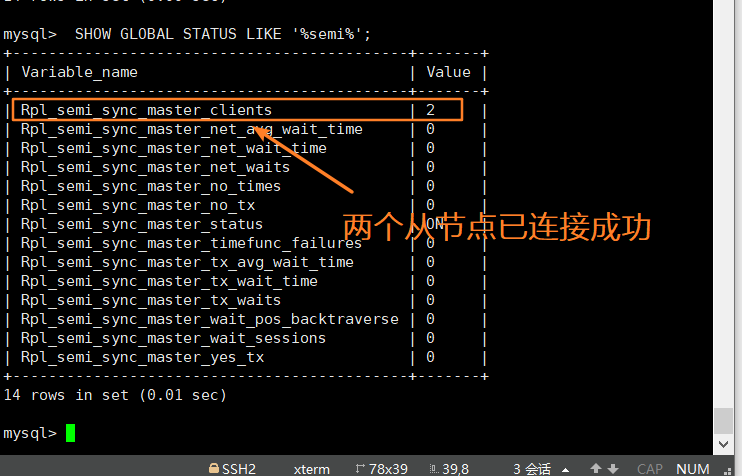 mysql>  SHOW GLOBAL STATUS LIKE '%semi%';
+--------------------------------------------+-------+
| Variable_name                              | Value |
+--------------------------------------------+-------+
| Rpl_semi_sync_master_clients               | 2     |
| Rpl_semi_sync_master_net_avg_wait_time     | 0     |
| Rpl_semi_sync_master_net_wait_time         | 0     |
| Rpl_semi_sync_master_net_waits             | 0     |
| Rpl_semi_sync_master_no_times              | 0     |
| Rpl_semi_sync_master_no_tx                 | 0     |
| Rpl_semi_sync_master_status                | ON    |
两个从节点已连接成功
| Rpl_semi_sync_master_timefunc_failures     | 0     |
| Rpl_semi_sync_master_tx_avg_wait_time      | 0     |
| Rpl_semi_sync_master_tx_wait_time          | 0     |
| Rpl_semi_sync_master_tx_waits              | 0     |
| Rpl_semi_sync_master_wait_pos_backtraverse | 0     |
| Rpl_semi_sync_master_wait_sessions         | 0     |
| Rpl_semi_sync_master_yes_tx                | 0     |
+--------------------------------------------+-------+
14 rows in set (0.01 sec)
mysql>
SSH2 xterm 78x39 39,8 3 会话 CAP NUM